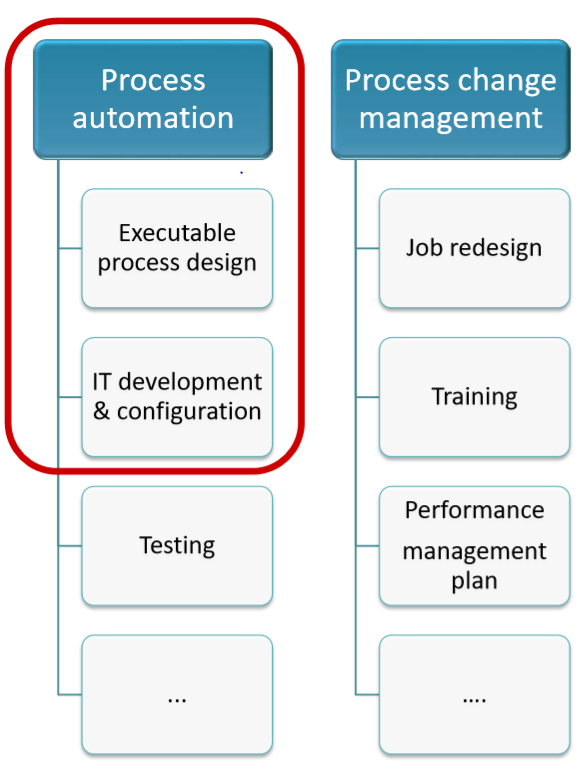 Process
automation
Executable
process design
IT development
& configuration
Testing
...
Process change
management
Job redesign
Training
Performance
management
plan
....